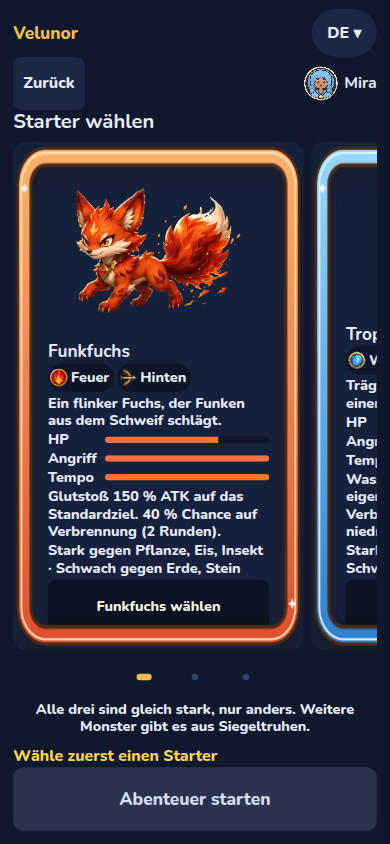 Velunor
DE ▾
Zurück
Mira
Starter wählen
Funkfuchs
Feuer
Hinten
Ein flinker Fuchs, der Funken
aus dem Schweif schlägt.
HP
Angriff
Tempo
Glutstoß 150 % ATK auf das
Standardziel. 40 % Chance auf
Verbrennung (2 Runden).
Stark gegen Pflanze, Eis, Insekt
· Schwach gegen Erde, Stein
Funkfuchs wählen
HP
Alle drei sind gleich stark, nur anders. Weitere
Monster gibt es aus Siegeltruhen.
Wähle zuerst einen Starter
Abenteuer starten